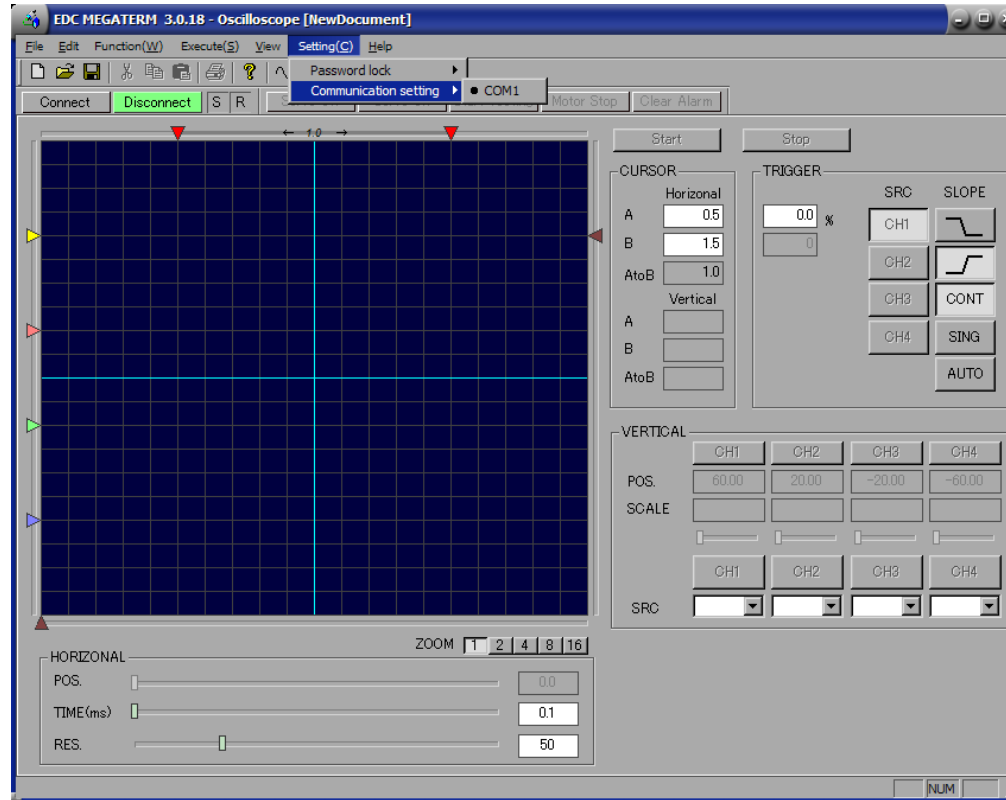 EDC MEGATERM 3.0.18 - Oscilloscope [NewDocument]
File Edit Function(W) Execute(S) View Setting(C) Help
Password lock
Communication setting
COM1
Connect Disconnect S R Motor Stop Clear Alarm
← 1.0 →
Start Stop
CURSOR
Horizonal
A 0.5
B 1.5
AtoB 1.0
Vertical
A
B
AtoB
TRIGGER
0.0 %
0
SRC SLOPE
CH1
CH2
CH3 CONT
CH4 SING
AUTO
VERTICAL
CH1 CH2 CH3 CH4
POS. 60.00 20.00 -20.00 -60.00
SCALE
CH1 CH2 CH3 CH4
SRC
ZOOM 1 2 4 8 16
HORIZONAL
POS. 0.0
TIME(ms) 0.1
RES. 50
NUM